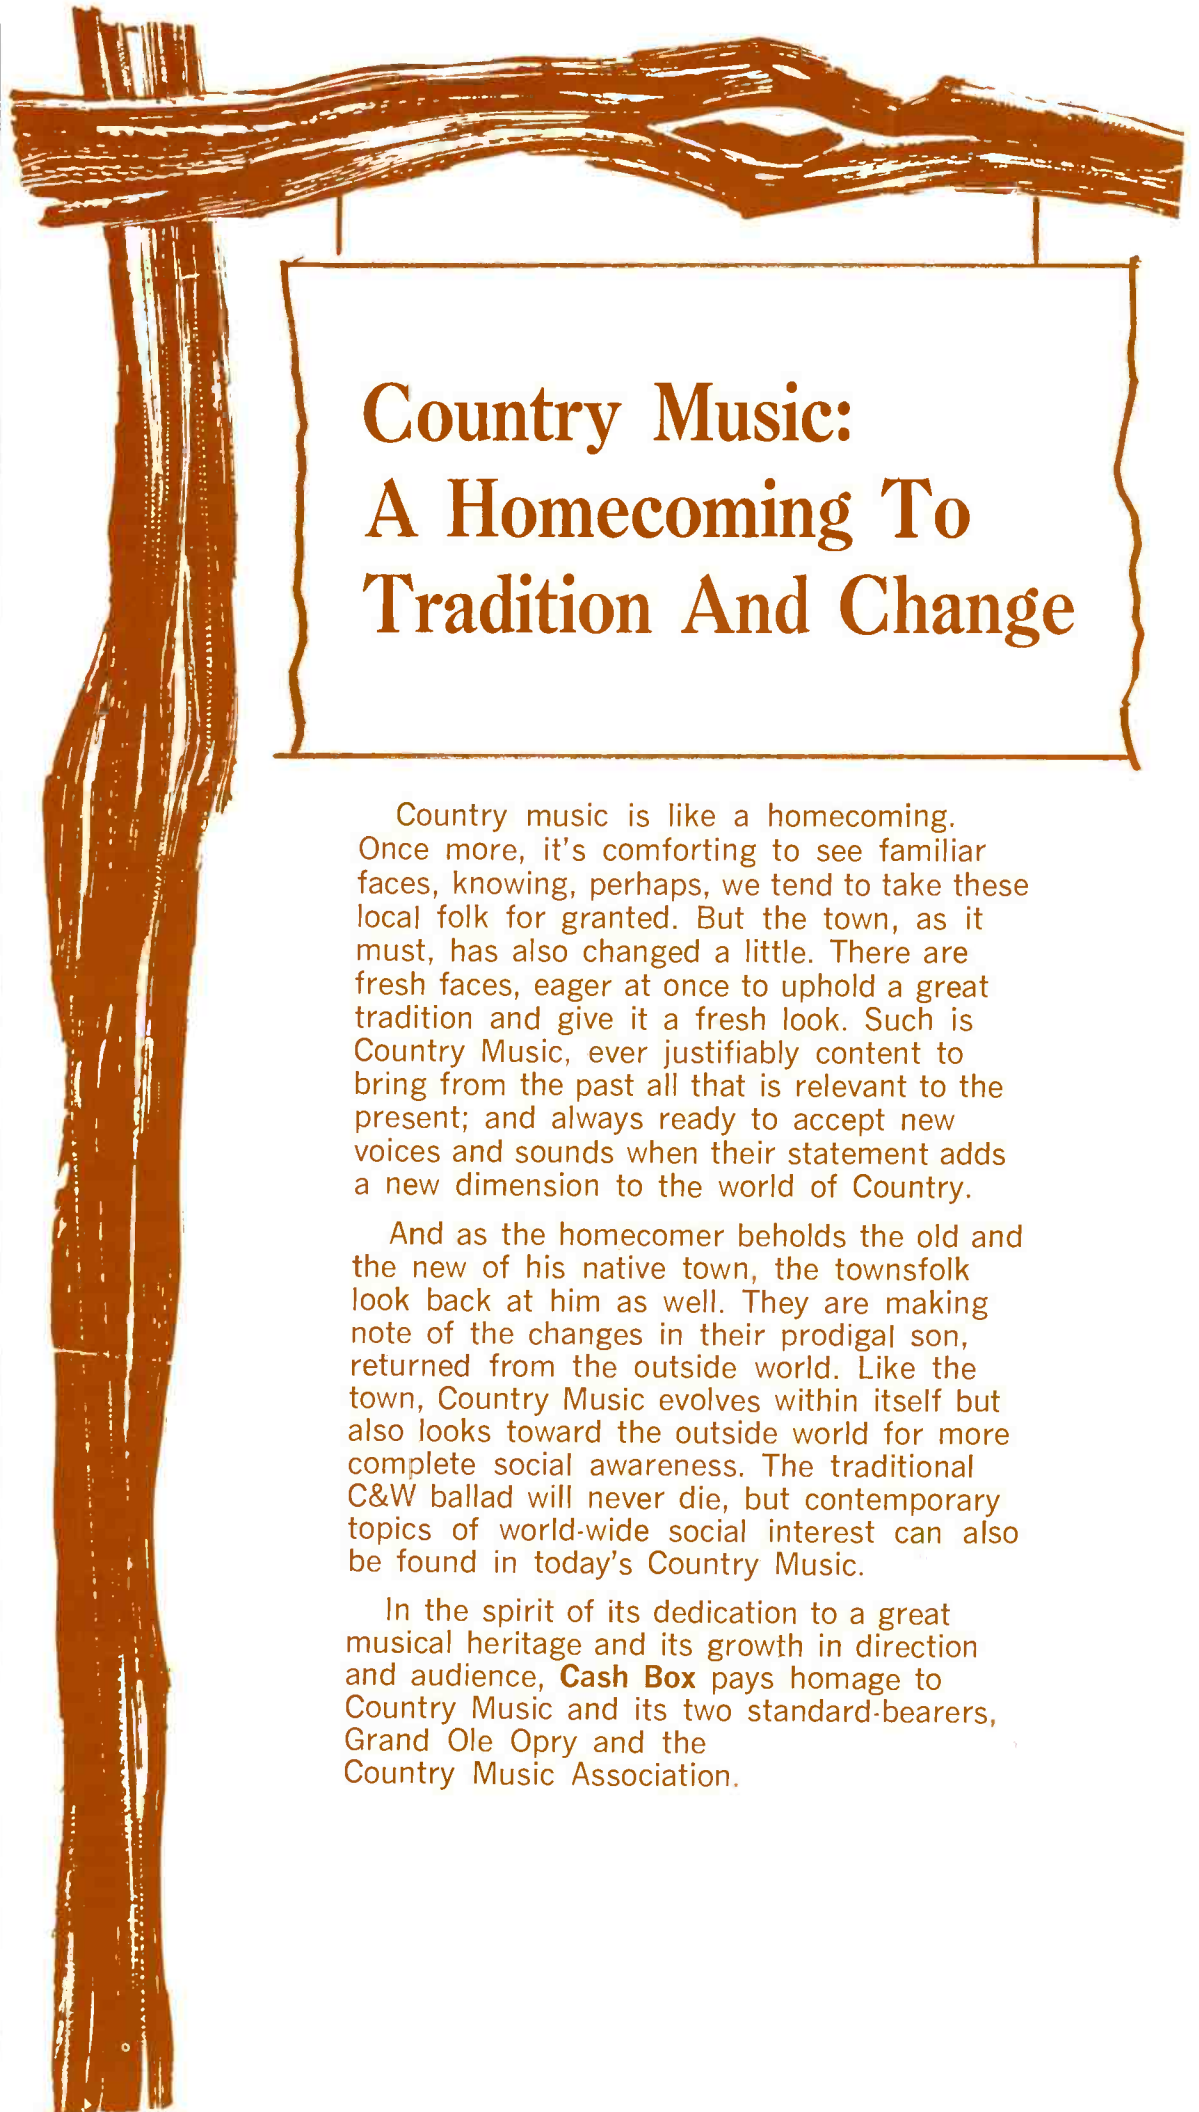 Country Music:
A Homecoming To
Tradition And Change
Country music is like a homecoming.
Once more, it's comforting to see familiar
faces, knowing, perhaps, we tend to take these
local folk for granted. But the town, as it
must, has also changed a little. There are
fresh faces, eager at once to uphold a great
tradition and give it a fresh look. Such is
Country Music, ever justifiably content to
bring from the past all that is relevant to the
present; and always ready to accept new
voices and sounds when their statement adds
a new dimension to the world of Country.
And as the homecomer beholds the old and
the new of his native town, the townsfolk
look back at him as well. They are making
note of the changes in their prodigal son,
returned from the outside world. Like the
town, Country Music evolves within itself but
also looks toward the outside world for more
complete social awareness. The traditional
C&W ballad will never die, but contemporary
topics of world-wide social interest can also
be found in today's Country Music.
In the spirit of its dedication to a great
musical heritage and its growth in direction
and audience, Cash Box pays homage to
Country Music and its two standard-bearers,
Grand Ole Opry and the
Country Music Association.